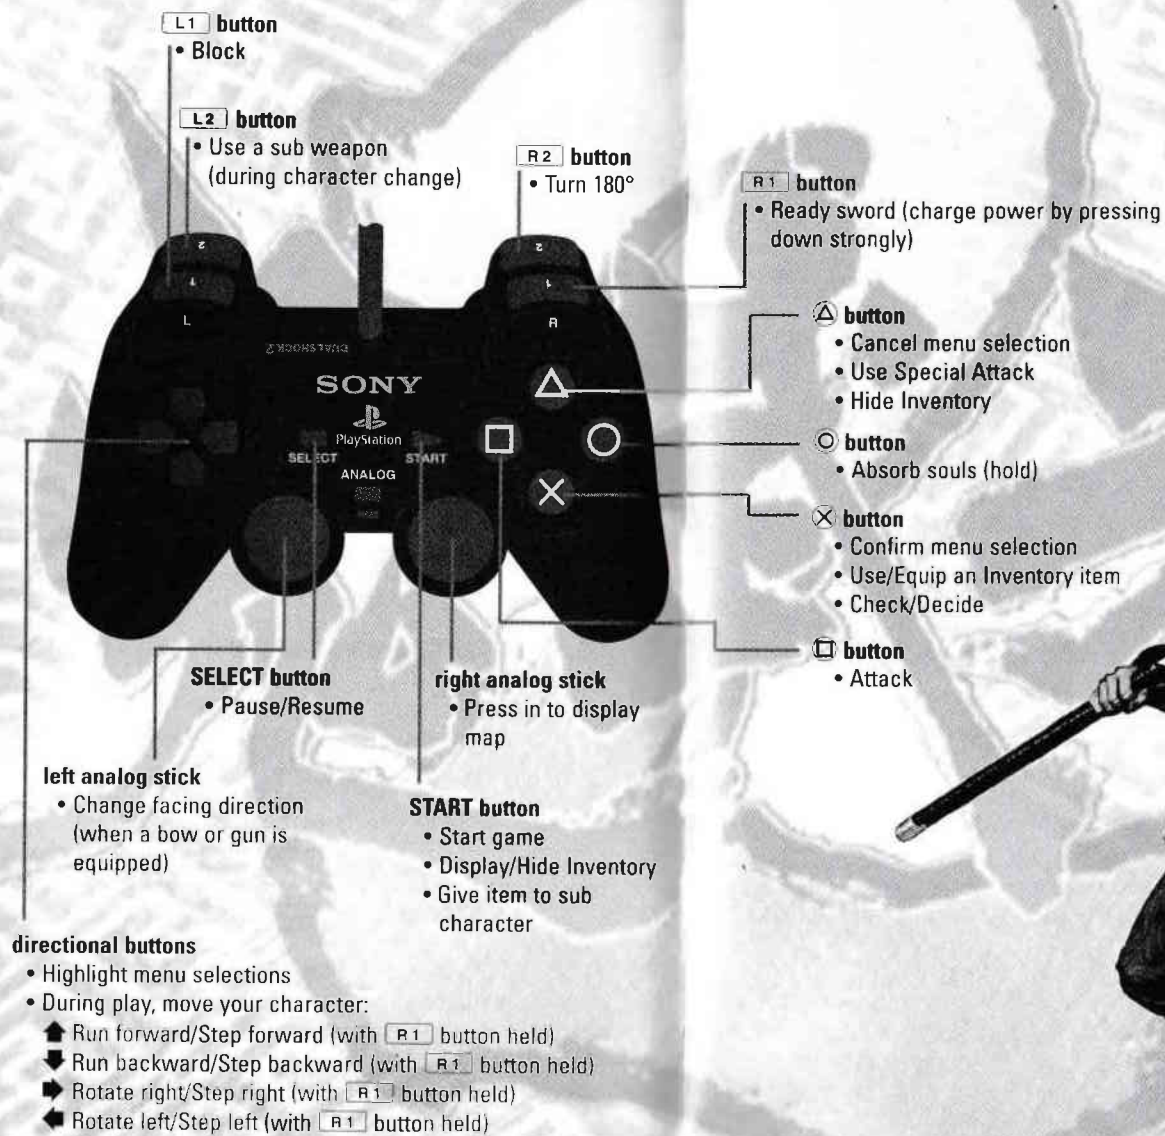 L1 button
• Block
L2 button
• Use a sub weapon
(during character change)
R2 button
• Turn 180°
R1 button
• Ready sword (charge power by pressing
down strongly)
2
1
L
2
1
R
DUALSHOCK 2
SONY
PlayStation
SELECT
START
ANALOG
△ button
• Cancel menu selection
• Use Special Attack
• Hide Inventory
○ button
• Absorb souls (hold)
✕ button
• Confirm menu selection
• Use/Equip an Inventory item
• Check/Decide
□ button
• Attack
SELECT button
• Pause/Resume
right analog stick
• Press in to display
map
left analog stick
• Change facing direction
(when a bow or gun is
equipped)
START button
• Start game
• Display/Hide Inventory
• Give item to sub
character
directional buttons
• Highlight menu selections
• During play, move your character:
⬆ Run forward/Step forward (with R1 button held)
⬇ Run backward/Step backward (with R1 button held)
➡ Rotate right/Step right (with R1 button held)
⬅ Rotate left/Step left (with R1 button held)